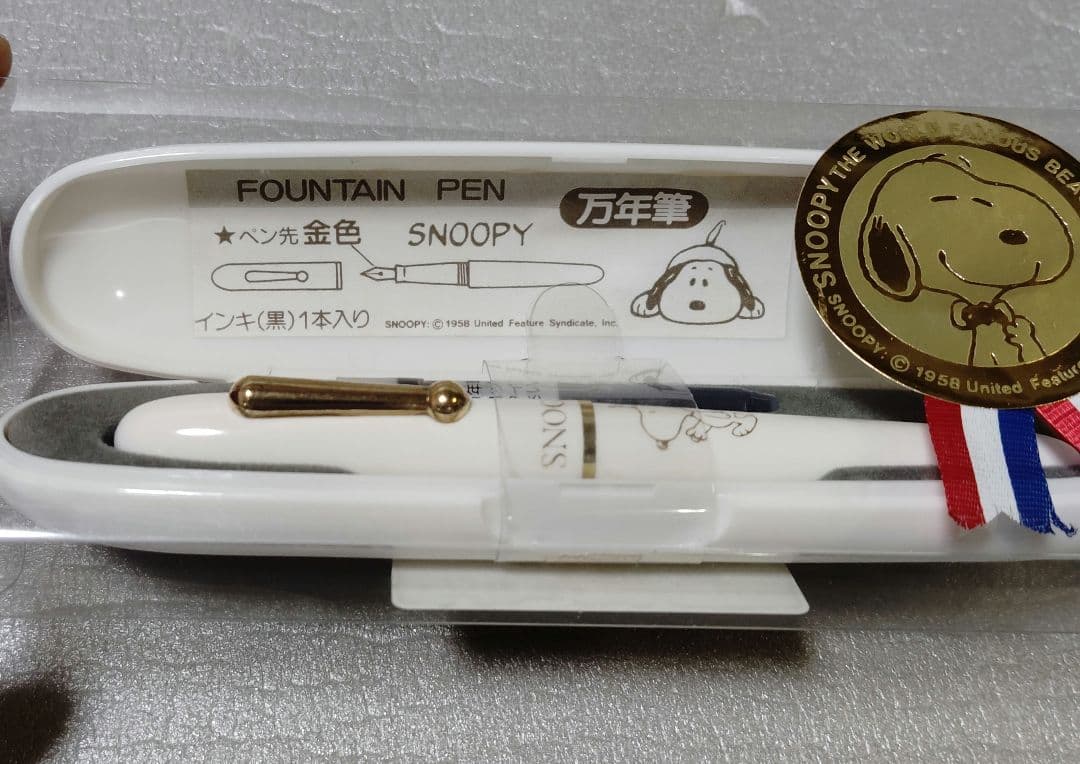 FOUNTAIN PEN
万年筆
★ペン先 金色
SNOOPY
インキ(黒)1本入り
SNOOPY: © 1958 United Feature Syndicate, Inc.
SNOOPY THE WORLD FAMOUS BEA
SNOOPY: © 1958 United Feature
SNO